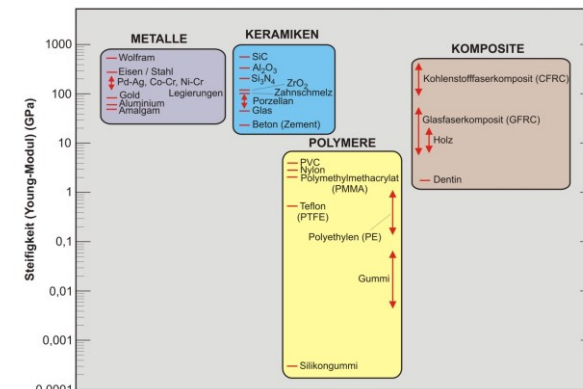 METALLE
Wolfram
Eisen / Stahl
Pd-Ag, Co-Cr, Ni-Cr
Legierungen
Gold
Aluminium
Amalgam
KERAMIKEN
SiC
Al₂O₃
Si₃N₄
ZrO₂
Zahnschmelz
Porzellan
Glas
Beton (Zement)
KOMPOSITE
Kohlenstofffaserkomposit (CFRC)
Glasfaserkomposit (GFRC)
Holz
Dentin
POLYMERE
PVC
Nylon
Polymethylmethacrylat
(PMMA)
Teflon
(PTFE)
Polyethylen (PE)
Gummi
Silikongummi
Steifigkeit (Young-Modul) (GPa)
1000
100
10
1
0,1
0,01
0,001
0,0001